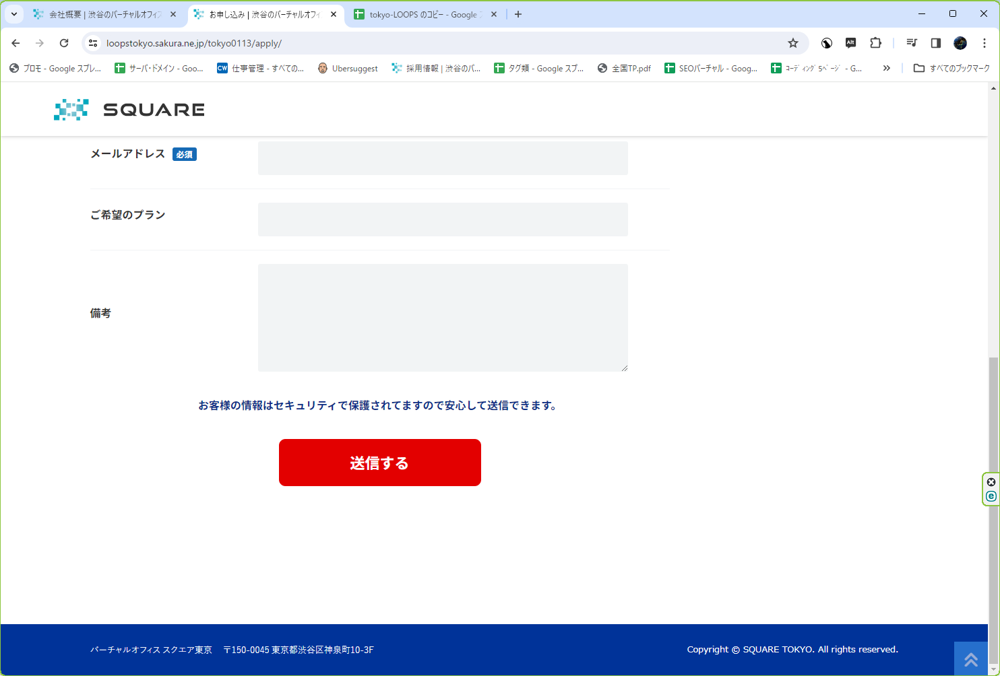 会社概要 | 渋谷のバーチャルオフィス
お申し込み | 渋谷のバーチャルオフィ
tokyo-LOOPS のコピー - Google ス
loopstokyo.sakura.ne.jp/tokyo0113/apply/
Alt
プロモ - Google スプレ...
サーバ・ドメイン - Goo...
CW 仕事管理 - すべての...
Ubersuggest
採用情報 | 渋谷のバ...
タグ類 - Google スプ...
全国TP.pdf
SEOバーチャル - Goog...
ｺｰﾃﾞｨﾝｸﾞ 5ﾍﾟｰｼﾞ - G...
すべてのブックマーク
SQUARE
メールアドレス 必須
ご希望のプラン
備考
お客様の情報はセキュリティで保護されてますので安心して送信できます。
送信する
バーチャルオフィス スクエア東京 〒150-0045 東京都渋谷区神泉町10-3F
Copyright © SQUARE TOKYO. All rights reserved.